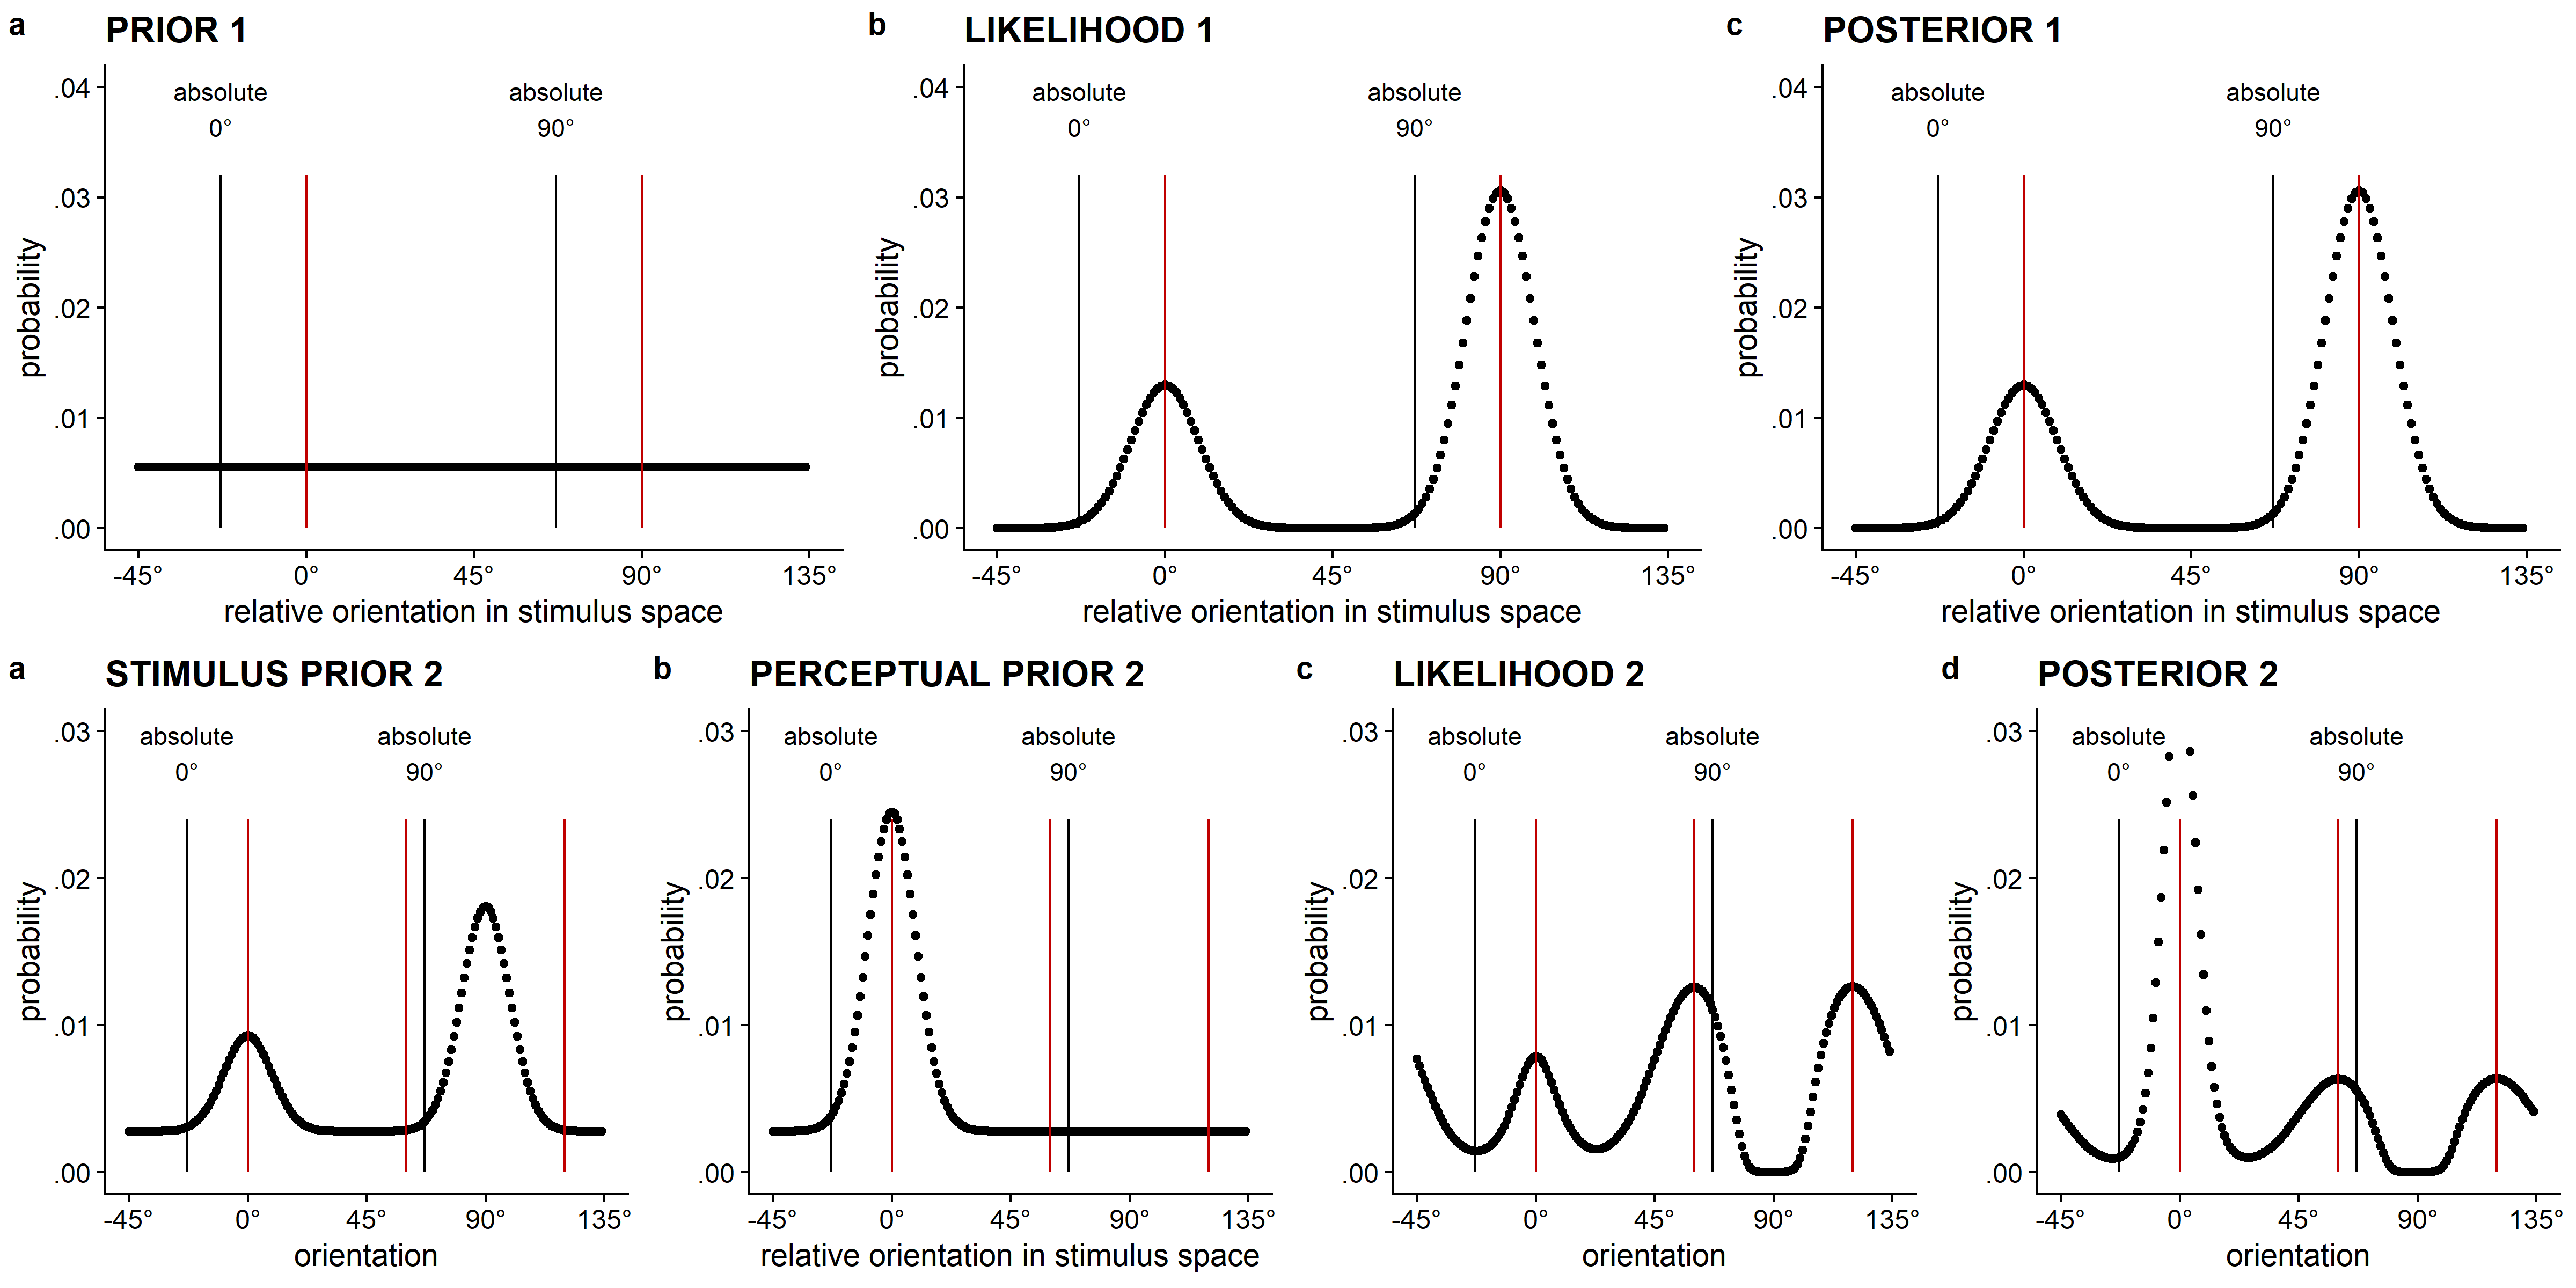 a PRIOR 1
absolute absolute
0° 90°
.04
.03
.02
.01
.00
probability
-45° 0° 45° 90° 135°
relative orientation in stimulus space
b LIKELIHOOD 1
absolute absolute
0° 90°
.04
.03
.02
.01
.00
probability
-45° 0° 45° 90° 135°
relative orientation in stimulus space
c POSTERIOR 1
absolute absolute
0° 90°
.04
.03
.02
.01
.00
probability
-45° 0° 45° 90° 135°
relative orientation in stimulus space
a STIMULUS PRIOR 2
absolute absolute
0° 90°
.03
.02
.01
.00
probability
-45° 0° 45° 90° 135°
orientation
b PERCEPTUAL PRIOR 2
absolute absolute
0° 90°
.03
.02
.01
.00
probability
-45° 0° 45° 90° 135°
relative orientation in stimulus space
c LIKELIHOOD 2
absolute absolute
0° 90°
.03
.02
.01
.00
probability
-45° 0° 45° 90° 135°
orientation
d POSTERIOR 2
absolute absolute
0° 90°
.03
.02
.01
.00
probability
-45° 0° 45° 90° 135°
orientation